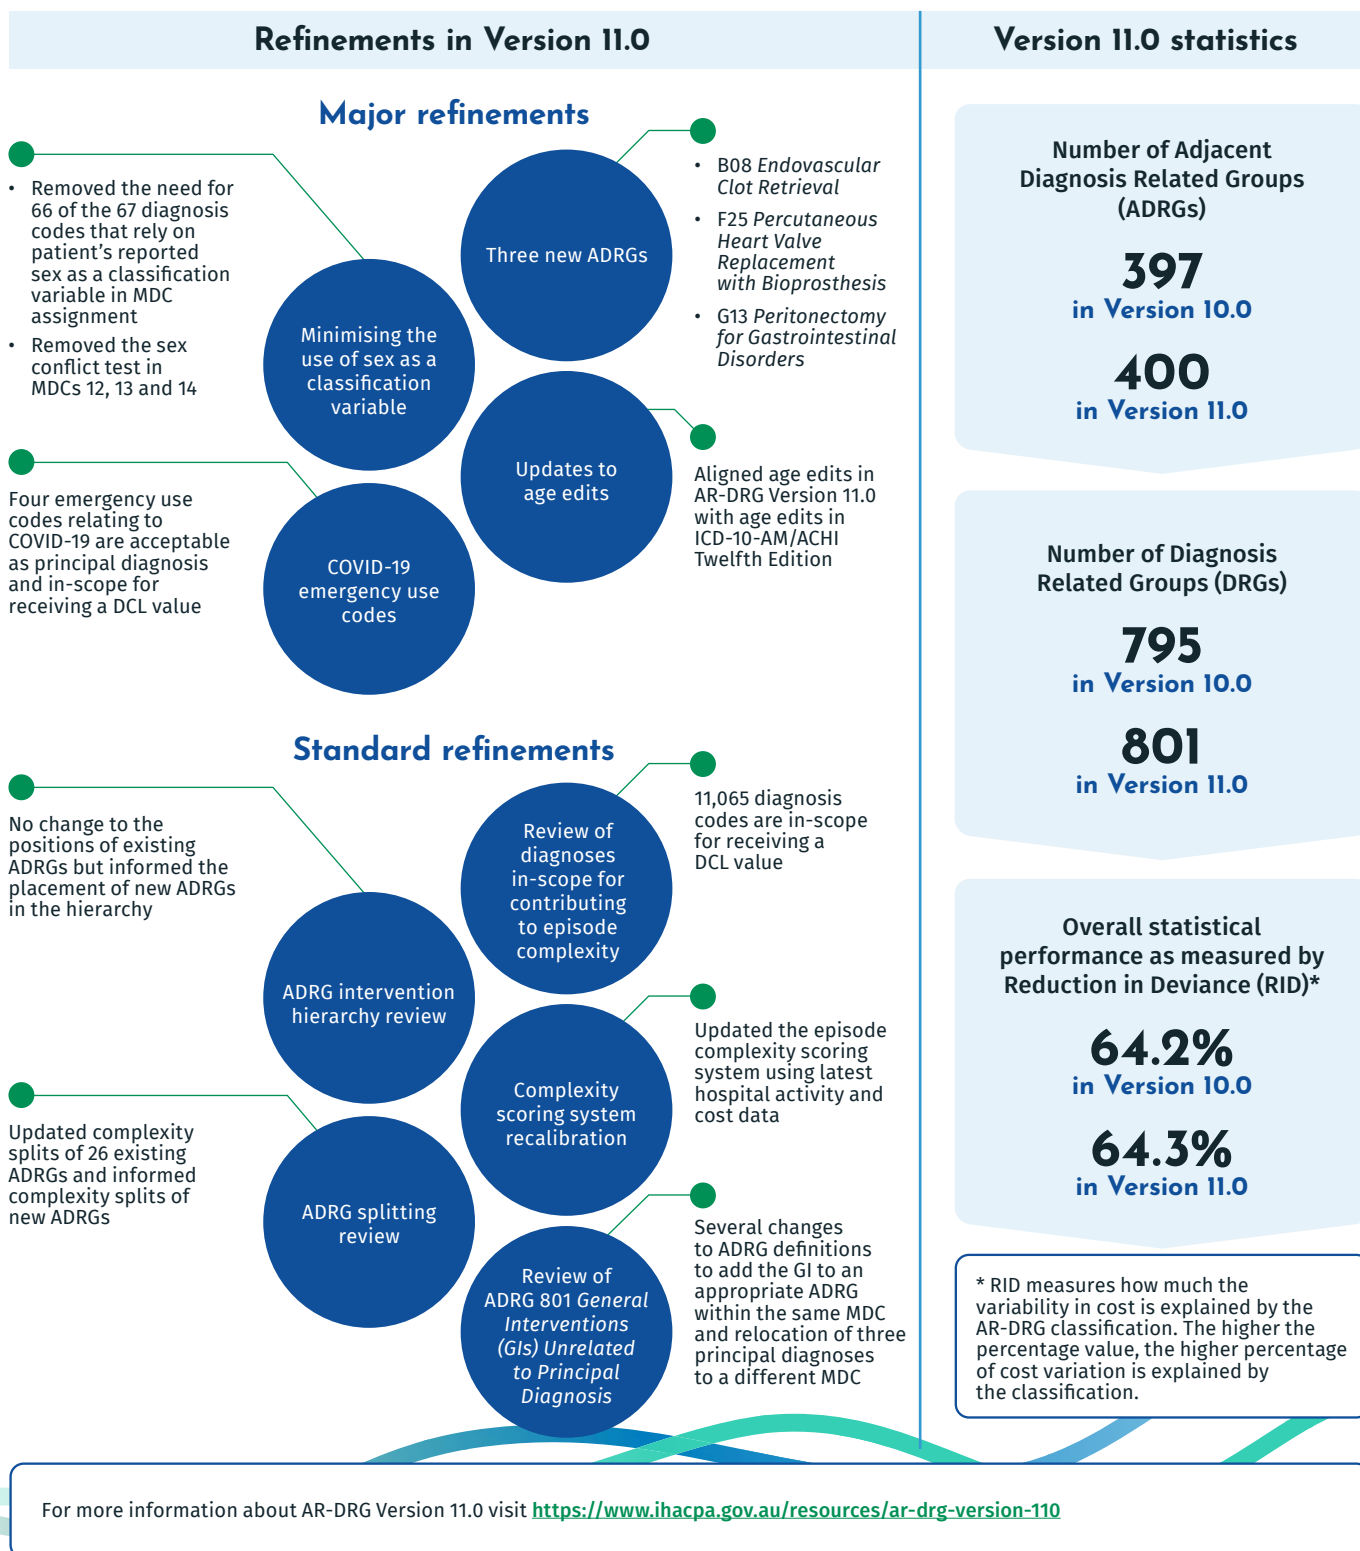 Refinements in Version 11.0
Major refinements
• Removed the need for
66 of the 67 diagnosis
codes that rely on
patient's reported
sex as a classification
variable in MDC
assignment
• Removed the sex
conflict test in
MDCs 12, 13 and 14
Minimising the
use of sex as a
classification
variable
Three new ADRGs
• B08 Endovascular
Clot Retrieval
• F25 Percutaneous
Heart Valve
Replacement
with Bioprosthesis
• G13 Peritonectomy
for Gastrointestinal
Disorders
Four emergency use
codes relating to
COVID-19 are acceptable
as principal diagnosis
and in-scope for
receiving a DCL value
COVID-19
emergency use
codes
Updates to
age edits
Aligned age edits in
AR-DRG Version 11.0
with age edits in
ICD-10-AM/ACHI
Twelfth Edition
Standard refinements
No change to the
positions of existing
ADRGs but informed the
placement of new ADRGs
in the hierarchy
ADRG intervention
hierarchy review
Review of
diagnoses
in-scope for
contributing
to episode
complexity
11,065 diagnosis
codes are in-scope
for receiving a
DCL value
Updated complexity
splits of 26 existing
ADRGs and informed
complexity splits of
new ADRGs
ADRG splitting
review
Complexity
scoring system
recalibration
Updated the episode
complexity scoring
system using latest
hospital activity and
cost data
Review of
ADRG 801 General
Interventions
(GIs) Unrelated
to Principal
Diagnosis
Several changes
to ADRG definitions
to add the GI to an
appropriate ADRG
within the same MDC
and relocation of three
principal diagnoses
to a different MDC
Version 11.0 statistics
Number of Adjacent
Diagnosis Related Groups
(ADRGs)
397
in Version 10.0
400
in Version 11.0
Number of Diagnosis
Related Groups (DRGs)
795
in Version 10.0
801
in Version 11.0
Overall statistical
performance as measured by
Reduction in Deviance (RID)*
64.2%
in Version 10.0
64.3%
in Version 11.0
* RID measures how much the
variability in cost is explained by the
AR-DRG classification. The higher the
percentage value, the higher percentage
of cost variation is explained by
the classification.
For more information about AR-DRG Version 11.0 visit https://www.ihacpa.gov.au/resources/ar-drg-version-110